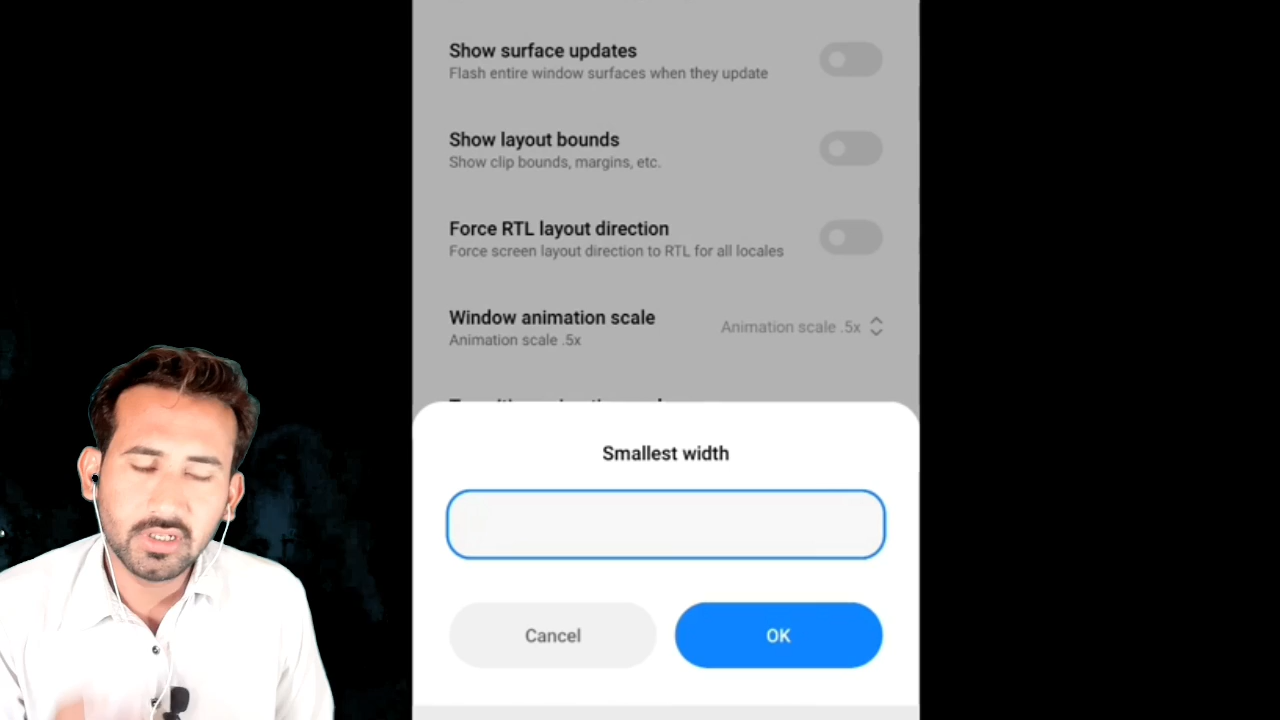 Show surface updates
Flash entire window surfaces when they update
Show layout bounds
Show clip bounds, margins, etc.
Force RTL layout direction
Force screen layout direction to RTL for all locales
Window animation scale
Animation scale .5x
Animation scale .5x
Smallest width
Cancel
OK